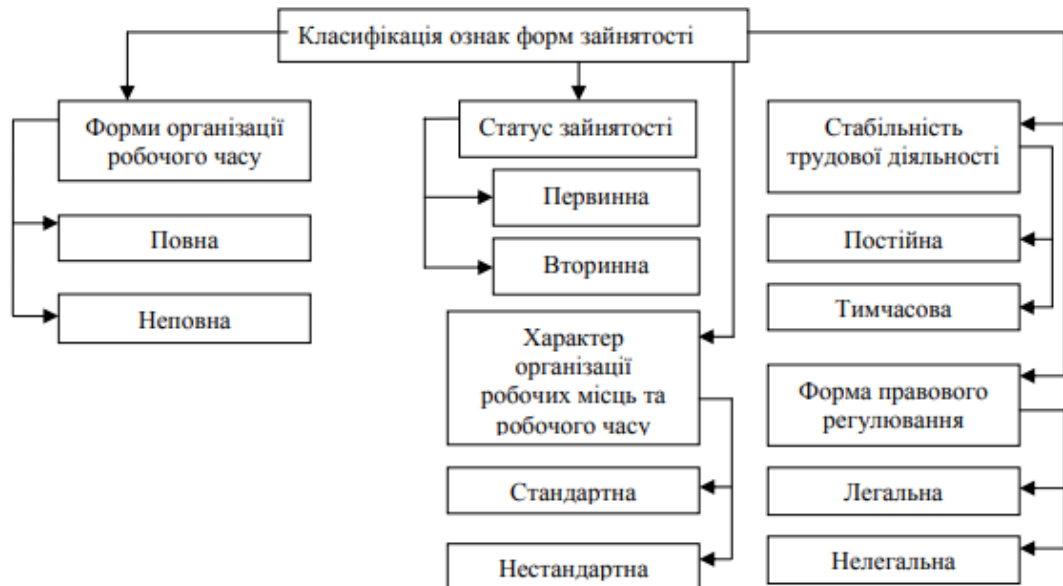 Класифікація ознак форм зайнятості
Форми організації
робочого часу
Повна
Неповна
Статус зайнятості
Первинна
Вторинна
Характер
організації
робочих місць та
робочого часу
Стандартна
Нестандартна
Стабільність
трудової діяльності
Постійна
Тимчасова
Форма правового
регулювання
Легальна
Нелегальна